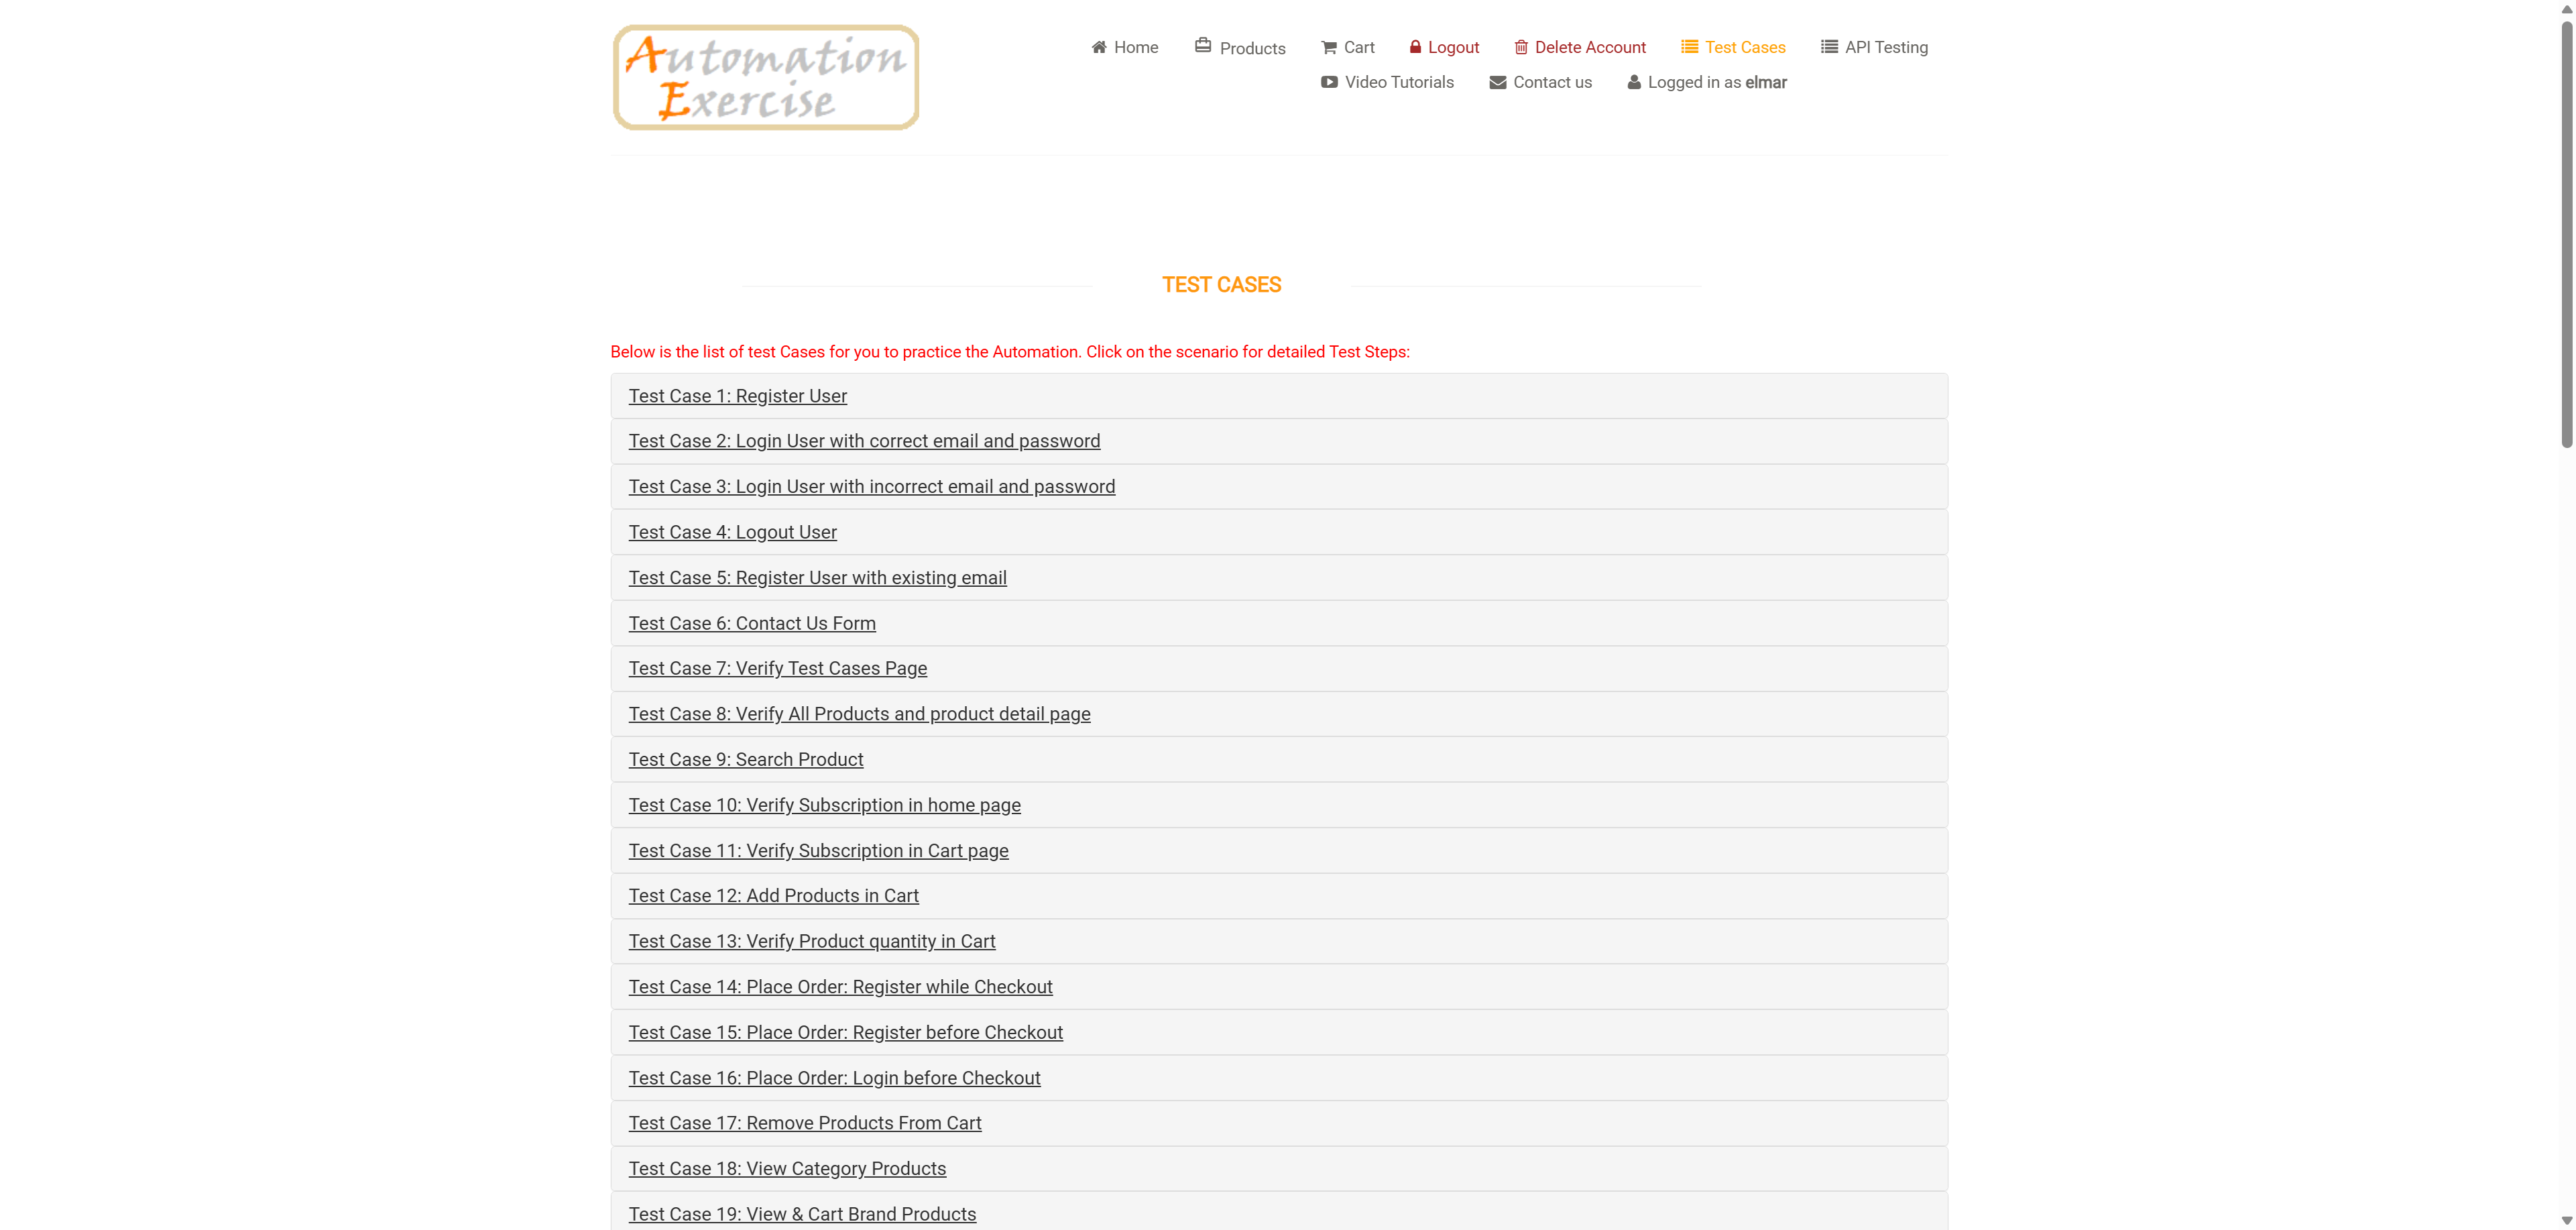 Automation
Exercise
Home Products Cart Logout Delete Account Test Cases API Testing
Video Tutorials Contact us Logged in as elmar
TEST CASES
Below is the list of test Cases for you to practice the Automation. Click on the scenario for detailed Test Steps:
Test Case 1: Register User
Test Case 2: Login User with correct email and password
Test Case 3: Login User with incorrect email and password
Test Case 4: Logout User
Test Case 5: Register User with existing email
Test Case 6: Contact Us Form
Test Case 7: Verify Test Cases Page
Test Case 8: Verify All Products and product detail page
Test Case 9: Search Product
Test Case 10: Verify Subscription in home page
Test Case 11: Verify Subscription in Cart page
Test Case 12: Add Products in Cart
Test Case 13: Verify Product quantity in Cart
Test Case 14: Place Order: Register while Checkout
Test Case 15: Place Order: Register before Checkout
Test Case 16: Place Order: Login before Checkout
Test Case 17: Remove Products From Cart
Test Case 18: View Category Products
Test Case 19: View & Cart Brand Products